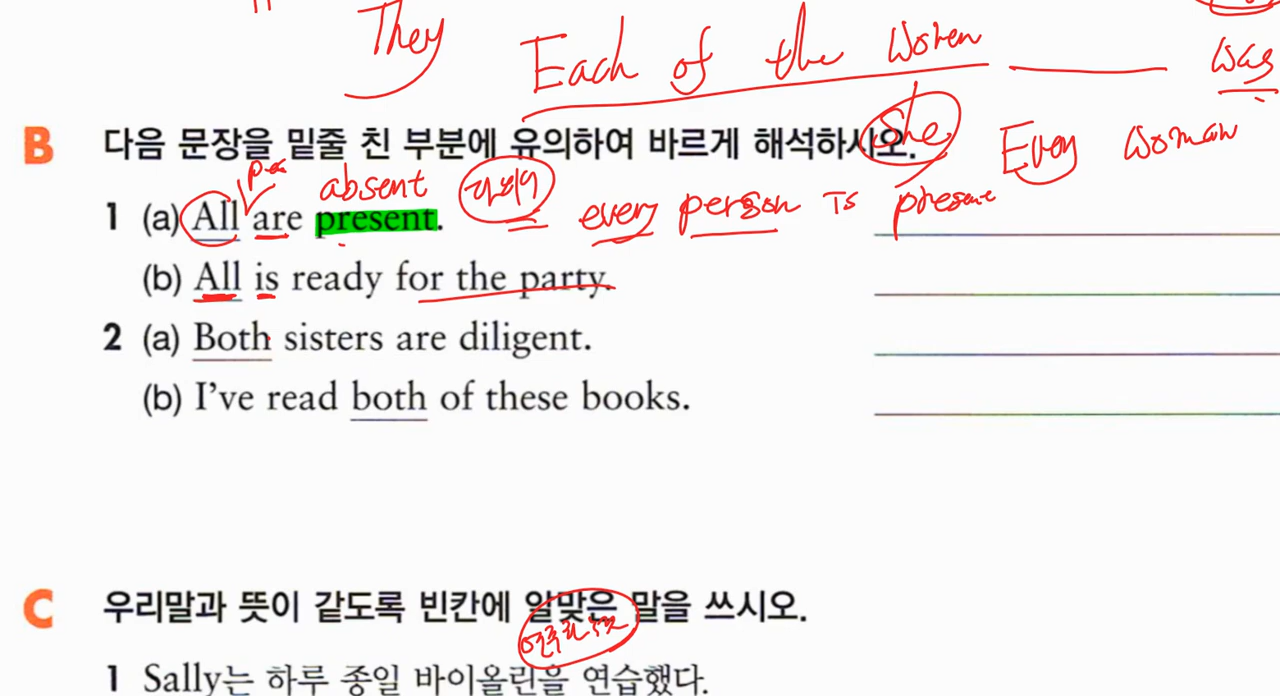 They
Each of the women was
she Every woman
B 다음 문장을 밑줄 친 부분에 유의하여 바르게 해석하시오.
absent every person is present
1 (a) All are present.
(b) All is ready for the party.
2 (a) Both sisters are diligent.
(b) I've read both of these books.
C 우리말과 뜻이 같도록 빈칸에 알맞은 말을 쓰시오.
1 Sally는 하루 종일 바이올린을 연습했다.